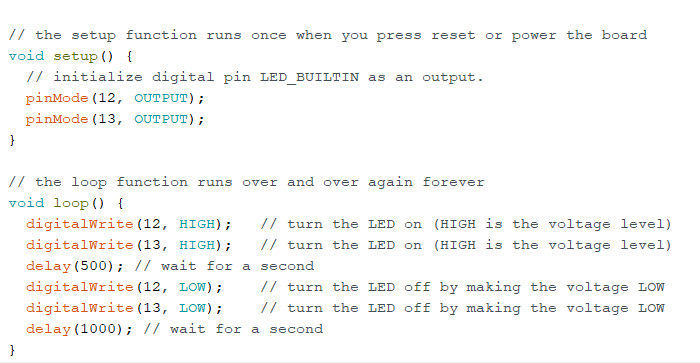 // the setup function runs once when you press reset or power the board
void setup() {
  // initialize digital pin LED_BUILTIN as an output.
  pinMode(12, OUTPUT);
  pinMode(13, OUTPUT);
}
// the loop function runs over and over again forever
void loop() {
  digitalWrite(12, HIGH);   // turn the LED on (HIGH is the voltage level)
  digitalWrite(13, HIGH);   // turn the LED on (HIGH is the voltage level)
  delay(500); // wait for a second
  digitalWrite(12, LOW);    // turn the LED off by making the voltage LOW
  digitalWrite(13, LOW);    // turn the LED off by making the voltage LOW
  delay(1000); // wait for a second
}